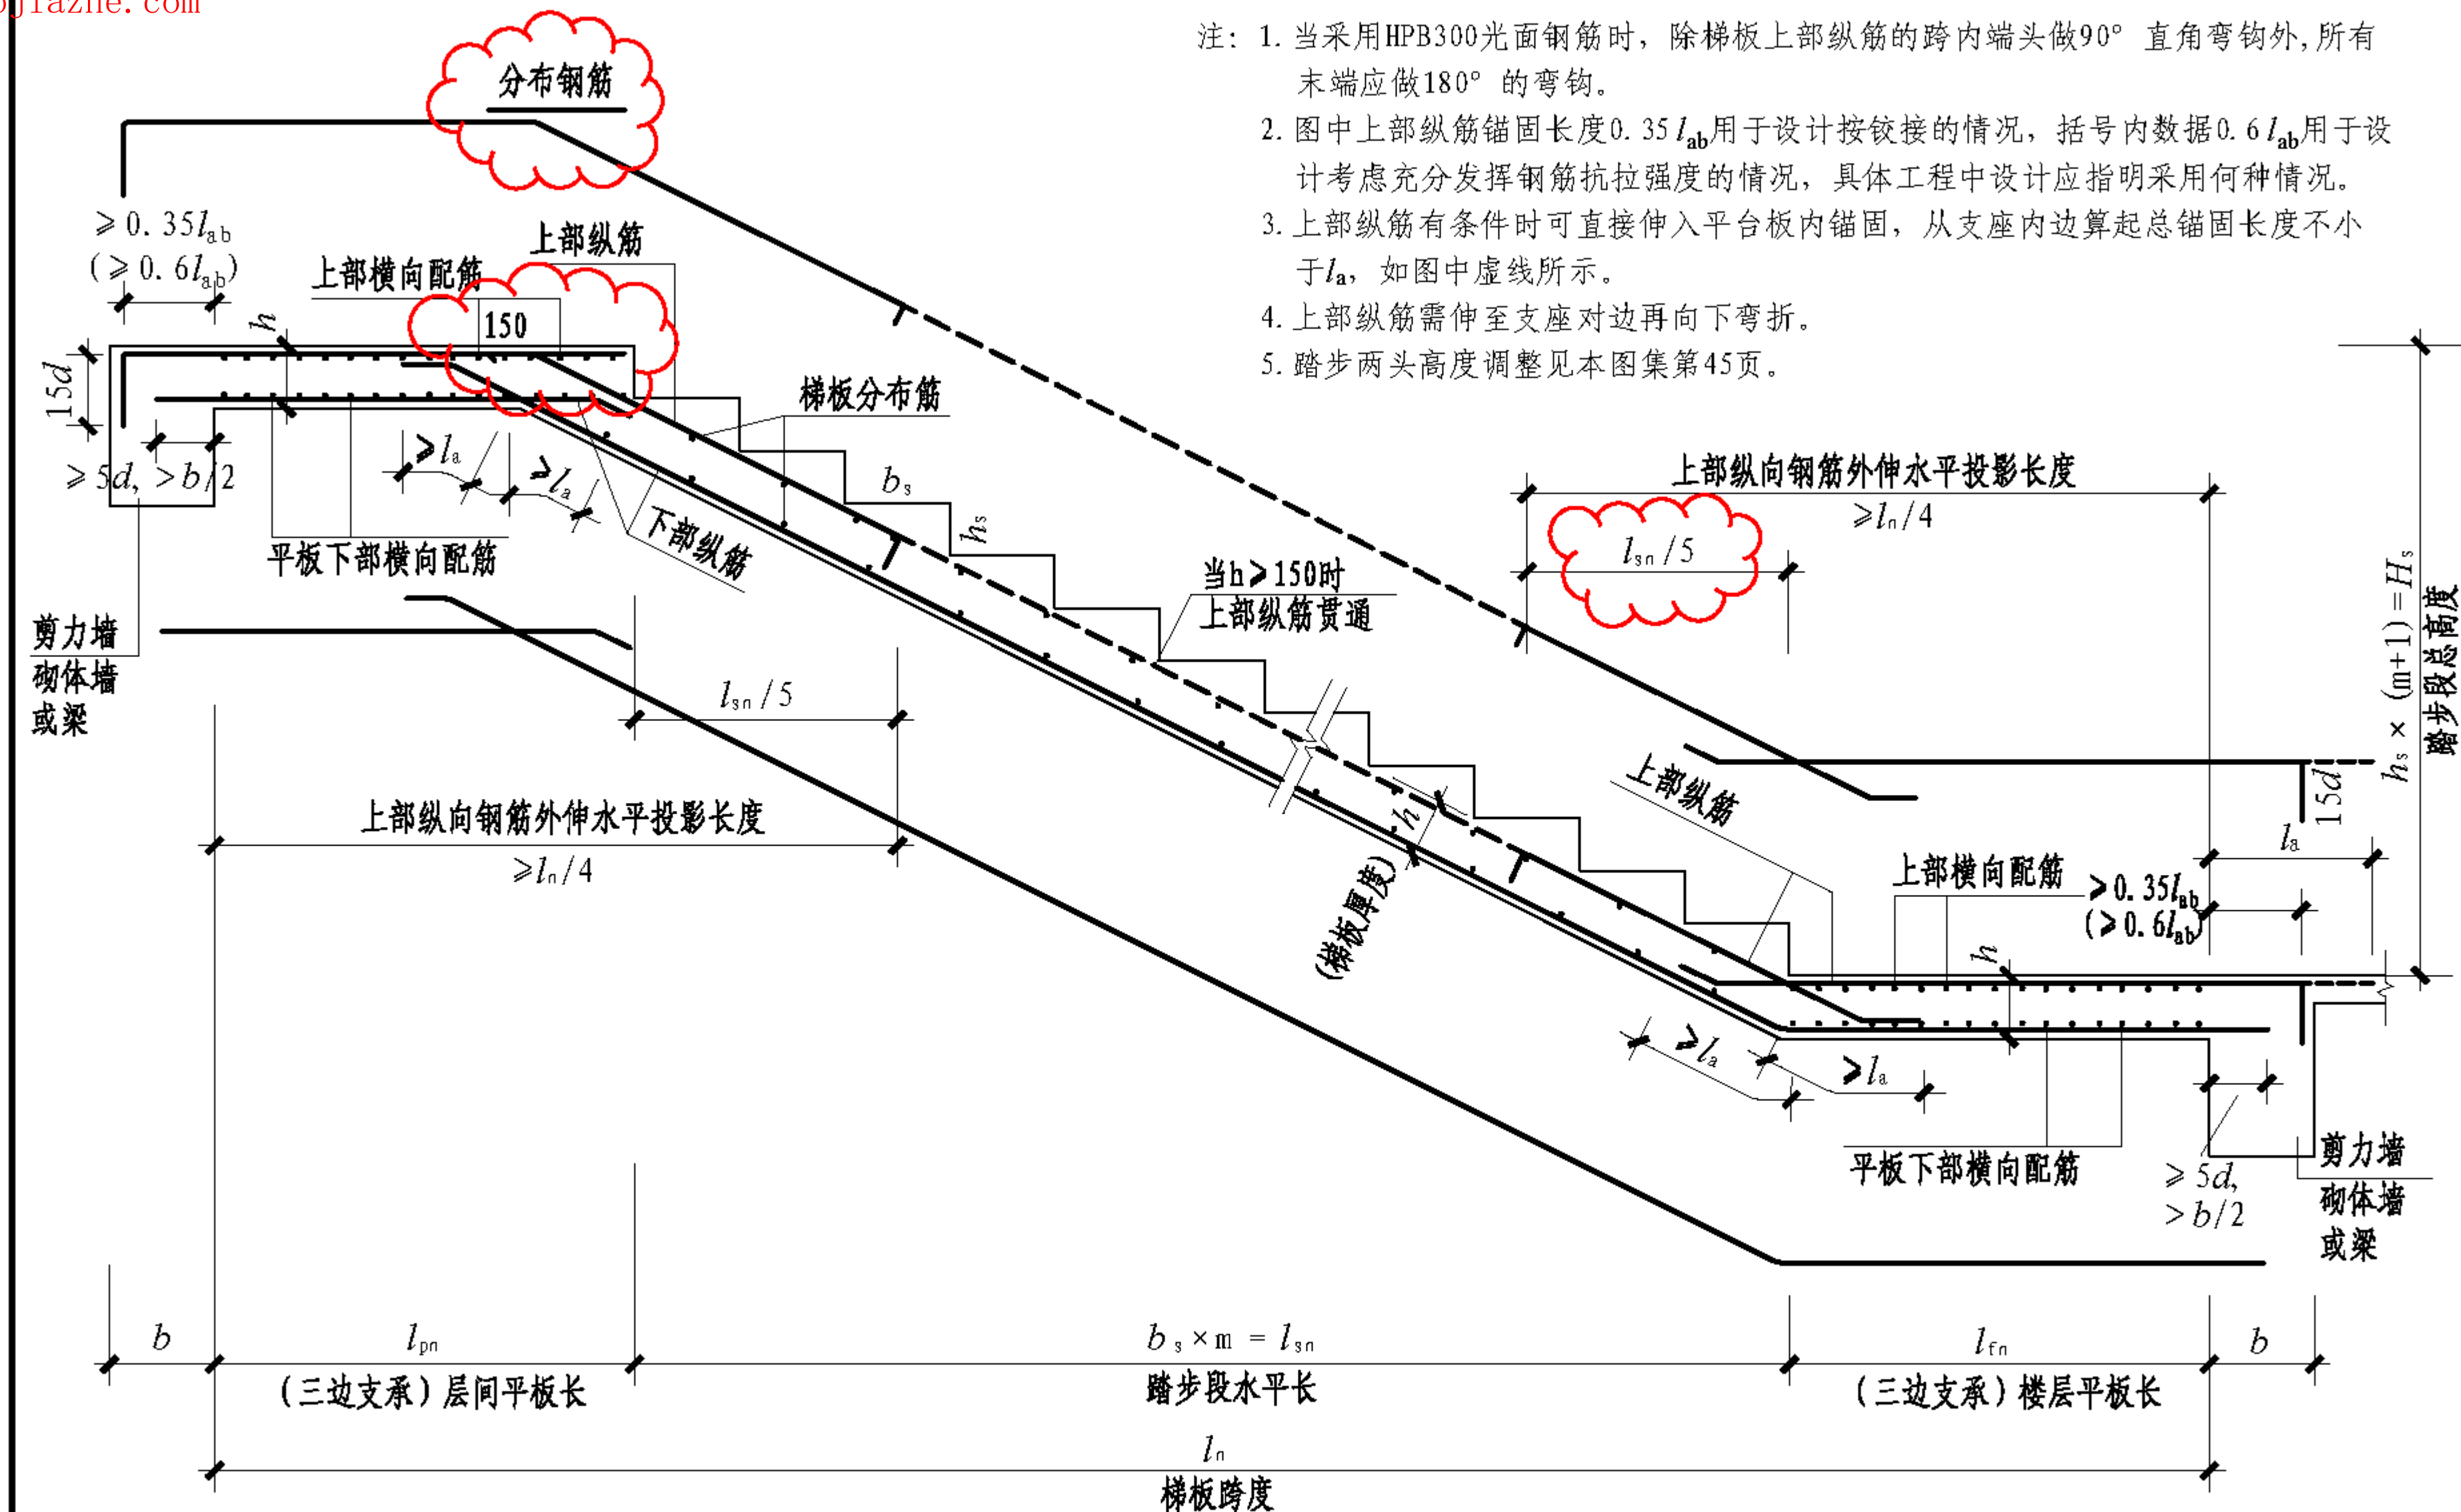 ojiazhe.com
注: 1. 当采用HPB300光面钢筋时, 除梯板上部纵筋的跨内端头做90° 直角弯钩外, 所有
末端应做180° 的弯钩。
2. 图中上部纵筋锚固长度0.35lab用于设计按铰接的情况, 括号内数据0.6lab用于设
计考虑充分发挥钢筋抗拉强度的情况, 具体工程中设计应指明采用何种情况。
3. 上部纵筋有条件时可直接伸入平台板内锚固, 从支座内边算起总锚固长度不小
于la, 如图中虚线所示。
4. 上部纵筋需伸至支座对边再向下弯折。
5. 踏步两头高度调整见本图集第45页。
分布钢筋
≥0.35lab
(≥0.6lab)
上部纵筋
上部横向配筋
150
h
15d
梯板分布筋
≥5d, >b/2
≥la
≥la
bs
hs
下部纵筋
平板下部横向配筋
剪力墙
砌体墙
或梁
当h≥150时
上部纵筋贯通
上部纵向钢筋外伸水平投影长度
≥ln/4
lsn/5
hs×(m+1)=Hs
踏步段总高度
lsn/5
上部纵向钢筋外伸水平投影长度
≥ln/4
h
(梯板厚度)
上部纵筋
15d
la
上部横向配筋
≥0.35lab
(≥0.6lab)
h
≥la
≥la
平板下部横向配筋
≥5d,
>b/2
剪力墙
砌体墙
或梁
b
lpn
(三边支承)层间平板长
bs×m = lsn
踏步段水平长
lfn
(三边支承)楼层平板长
b
ln
梯板跨度